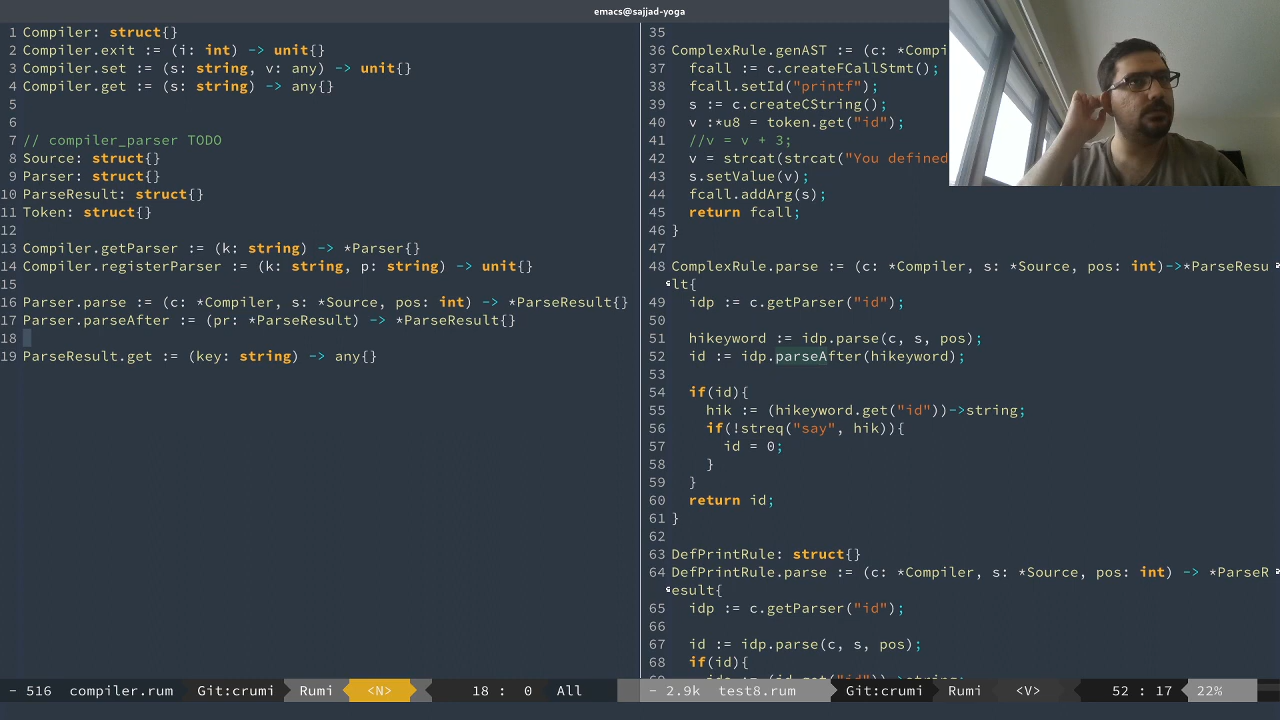 emacs@sajjad-yoga
1 Compiler: struct{}
2 Compiler.exit := (i: int) -> unit{}
3 Compiler.set := (s: string, v: any) -> unit{}
4 Compiler.get := (s: string) -> any{}
5
6
7 // compiler_parser TODO
8 Source: struct{}
9 Parser: struct{}
10 ParseResult: struct{}
11 Token: struct{}
12
13 Compiler.getParser := (k: string) -> *Parser{}
14 Compiler.registerParser := (k: string, p: string) -> unit{}
15
16 Parser.parse := (c: *Compiler, s: *Source, pos: int) -> *ParseResult{}
17 Parser.parseAfter := (pr: *ParseResult) -> *ParseResult{}
18
19 ParseResult.get := (key: string) -> any{}
- 516 compiler.rum Git:crumi Rumi <N> 18 : 0 All
35
36 ComplexRule.genAST := (c: *Compi
37 fcall := c.createFCallStmt();
38 fcall.setId("printf");
39 s := c.createCString();
40 v :*u8 = token.get("id");
41 //v = v + 3;
42 v = strcat(strcat("You defined
43 s.setValue(v);
44 fcall.addArg(s);
45 return fcall;
46 }
47
48 ComplexRule.parse := (c: *Compiler, s: *Source, pos: int)->*ParseResu
lt{
49 idp := c.getParser("id");
50
51 hikeyword := idp.parse(c, s, pos);
52 id := idp.parseAfter(hikeyword);
53
54 if(id){
55 hik := (hikeyword.get("id"))->string;
56 if(!streq("say", hik)){
57 id = 0;
58 }
59 }
60 return id;
61 }
62
63 DefPrintRule: struct{}
64 DefPrintRule.parse := (c: *Compiler, s: *Source, pos: int) -> *ParseR
esult{
65 idp := c.getParser("id");
66
67 id := idp.parse(c, s, pos);
68 if(id){
- 2.9k test8.rum Git:crumi Rumi <V> 52 : 17 22%